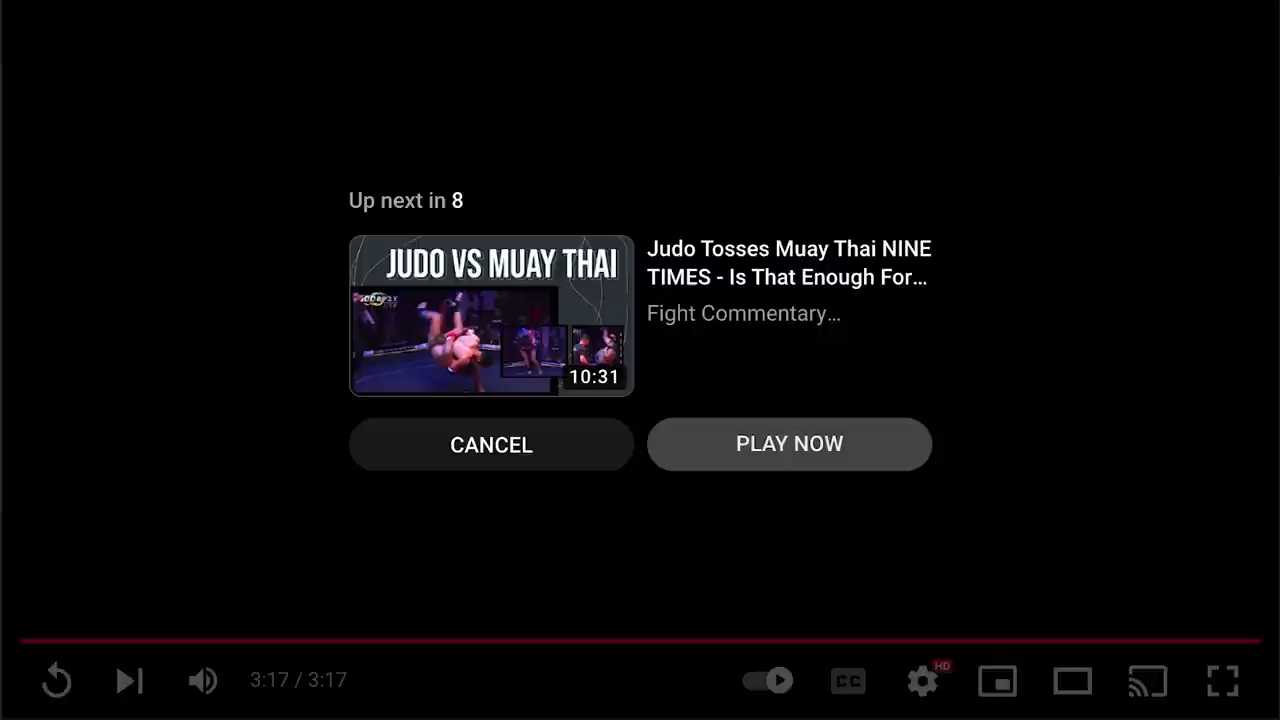 Up next in 8
JUDO VS MUAY THAI
10:31
Judo Tosses Muay Thai NINE
TIMES - Is That Enough For...
Fight Commentary...
CANCEL
PLAY NOW
3:17 / 3:17
CC
HD